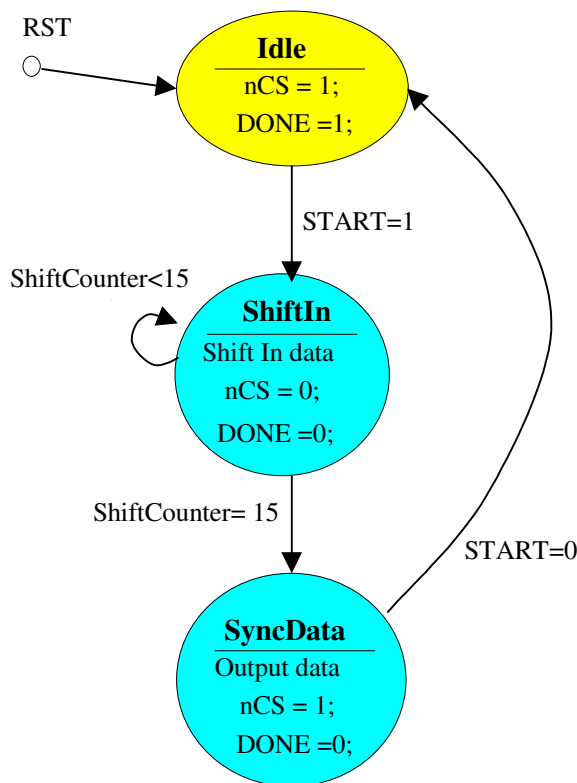 RST
Idle
nCS = 1;
DONE =1;
START=1
ShiftCounter<15
ShiftIn
Shift In data
nCS = 0;
DONE =0;
ShiftCounter= 15
START=0
SyncData
Output data
nCS = 1;
DONE =0;